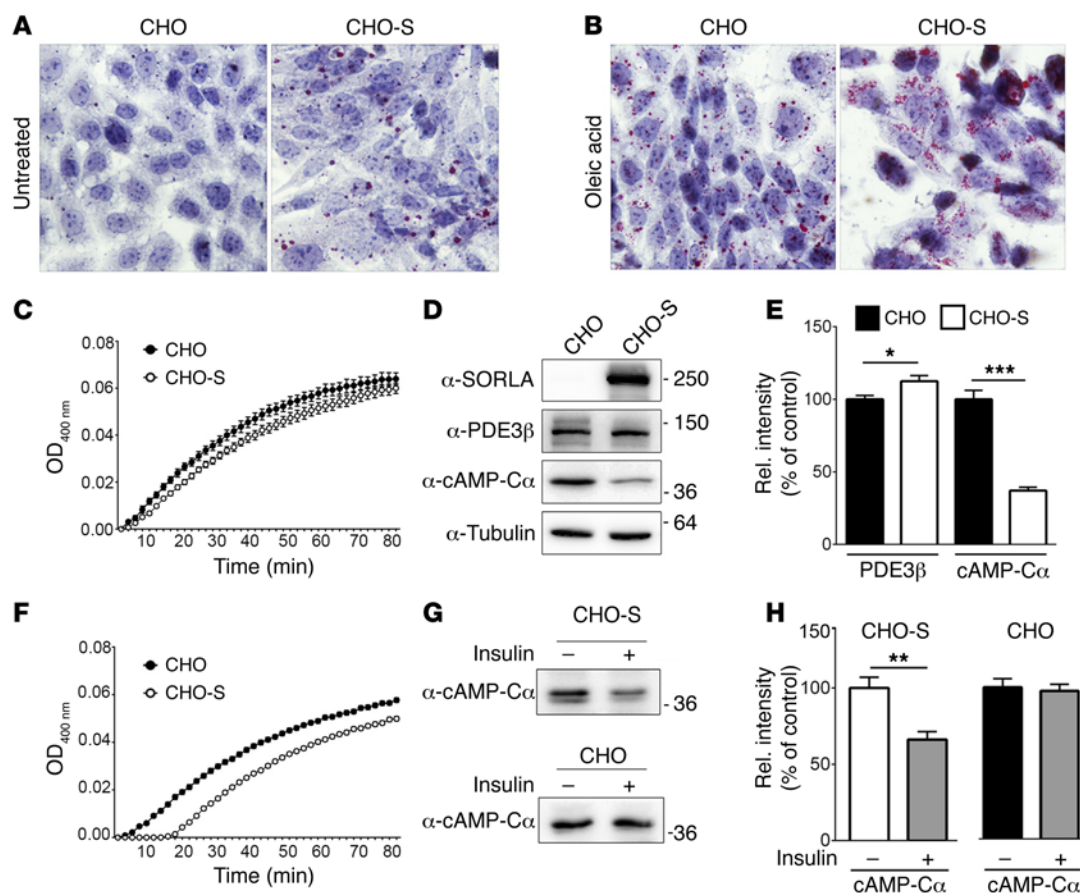 A
CHO
CHO-S
Untreated
B
CHO
CHO-S
Oleic acid
C
OD400 nm
0.08
0.06
0.04
0.02
0.00
CHO
CHO-S
10 20 30 40 50 60 70 80
Time (min)
D
CHO
CHO-S
α-SORLA
- 250
α-PDE3β
- 150
α-cAMP-Cα
- 36
α-Tubulin
- 64
E
CHO
CHO-S
Rel. intensity
(% of control)
150
100
50
0
*
***
PDE3β
cAMP-Cα
F
OD400 nm
0.08
0.06
0.04
0.02
0.00
CHO
CHO-S
10 20 30 40 50 60 70 80
Time (min)
G
CHO-S
Insulin – +
α-cAMP-Cα
- 36
CHO
Insulin – +
α-cAMP-Cα
-36
H
CHO-S
CHO
Rel. intensity
(% of control)
150
100
50
0
**
Insulin – + – +
cAMP-Cα
cAMP-Cα